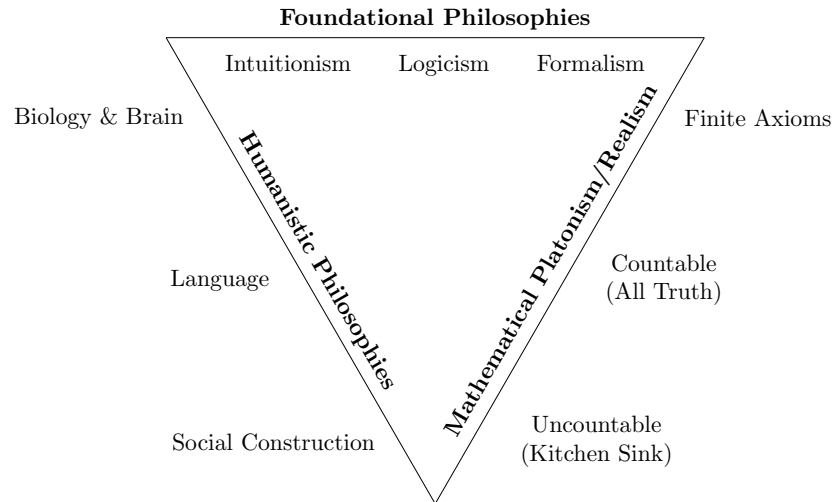 Foundational Philosophies
Intuitionism
Logicism
Formalism
Biology & Brain
Finite Axioms
Humanistic Philosophies
Mathematical Platonism/Realism
Language
Countable
(All Truth)
Social Construction
Uncountable
(Kitchen Sink)